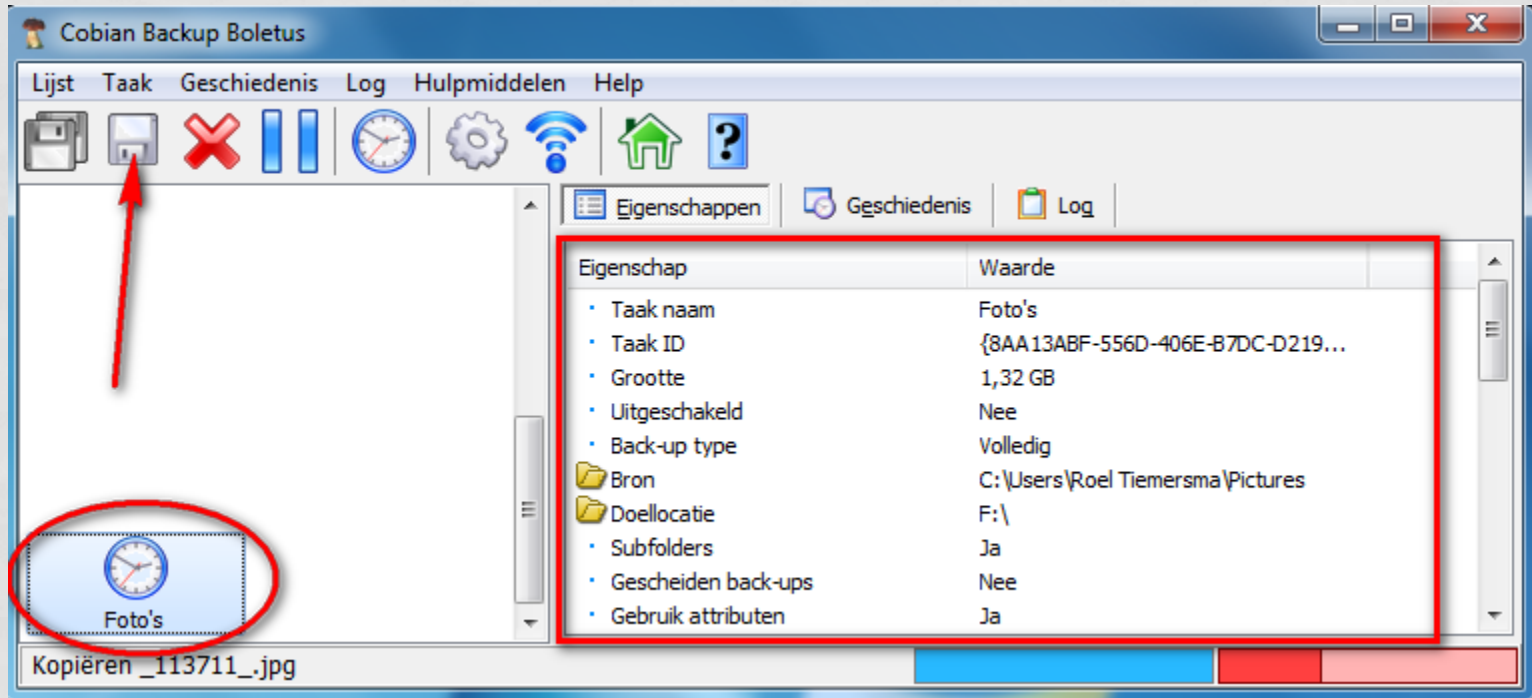 Cobian Backup Boletus
Lijst Taak Geschiedenis Log Hulpmiddelen Help
?
Eigenschappen Geschiedenis Log
Eigenschap Waarde
Taak naam Foto's
Taak ID {8AA13ABF-556D-406E-B7DC-D219...
Grootte 1,32 GB
Uitgeschakeld Nee
Back-up type Volledig
Bron C:\Users\Roel Tiemersma\Pictures
Doellocatie F:\
Subfolders Ja
Gescheiden back-ups Nee
Gebruik attributen Ja
Foto's
Kopiëren _113711_.jpg